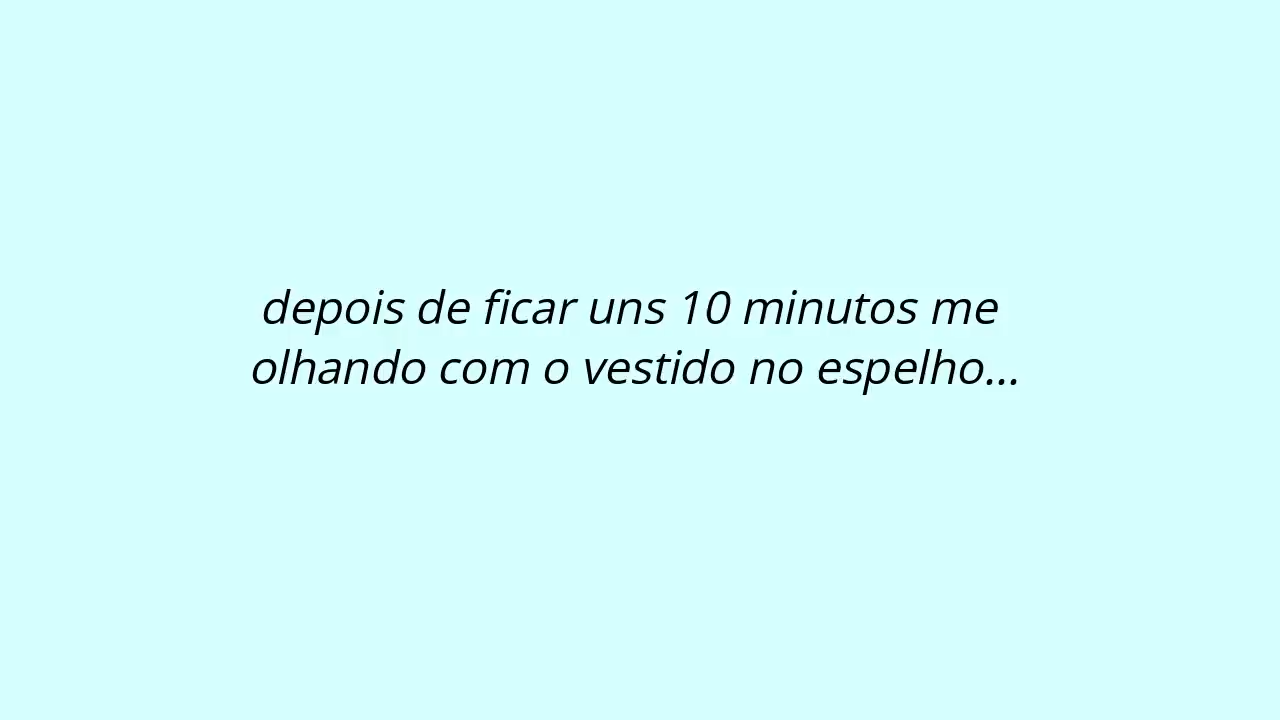 depois de ficar uns 10 minutos me
olhando com o vestido no espelho...